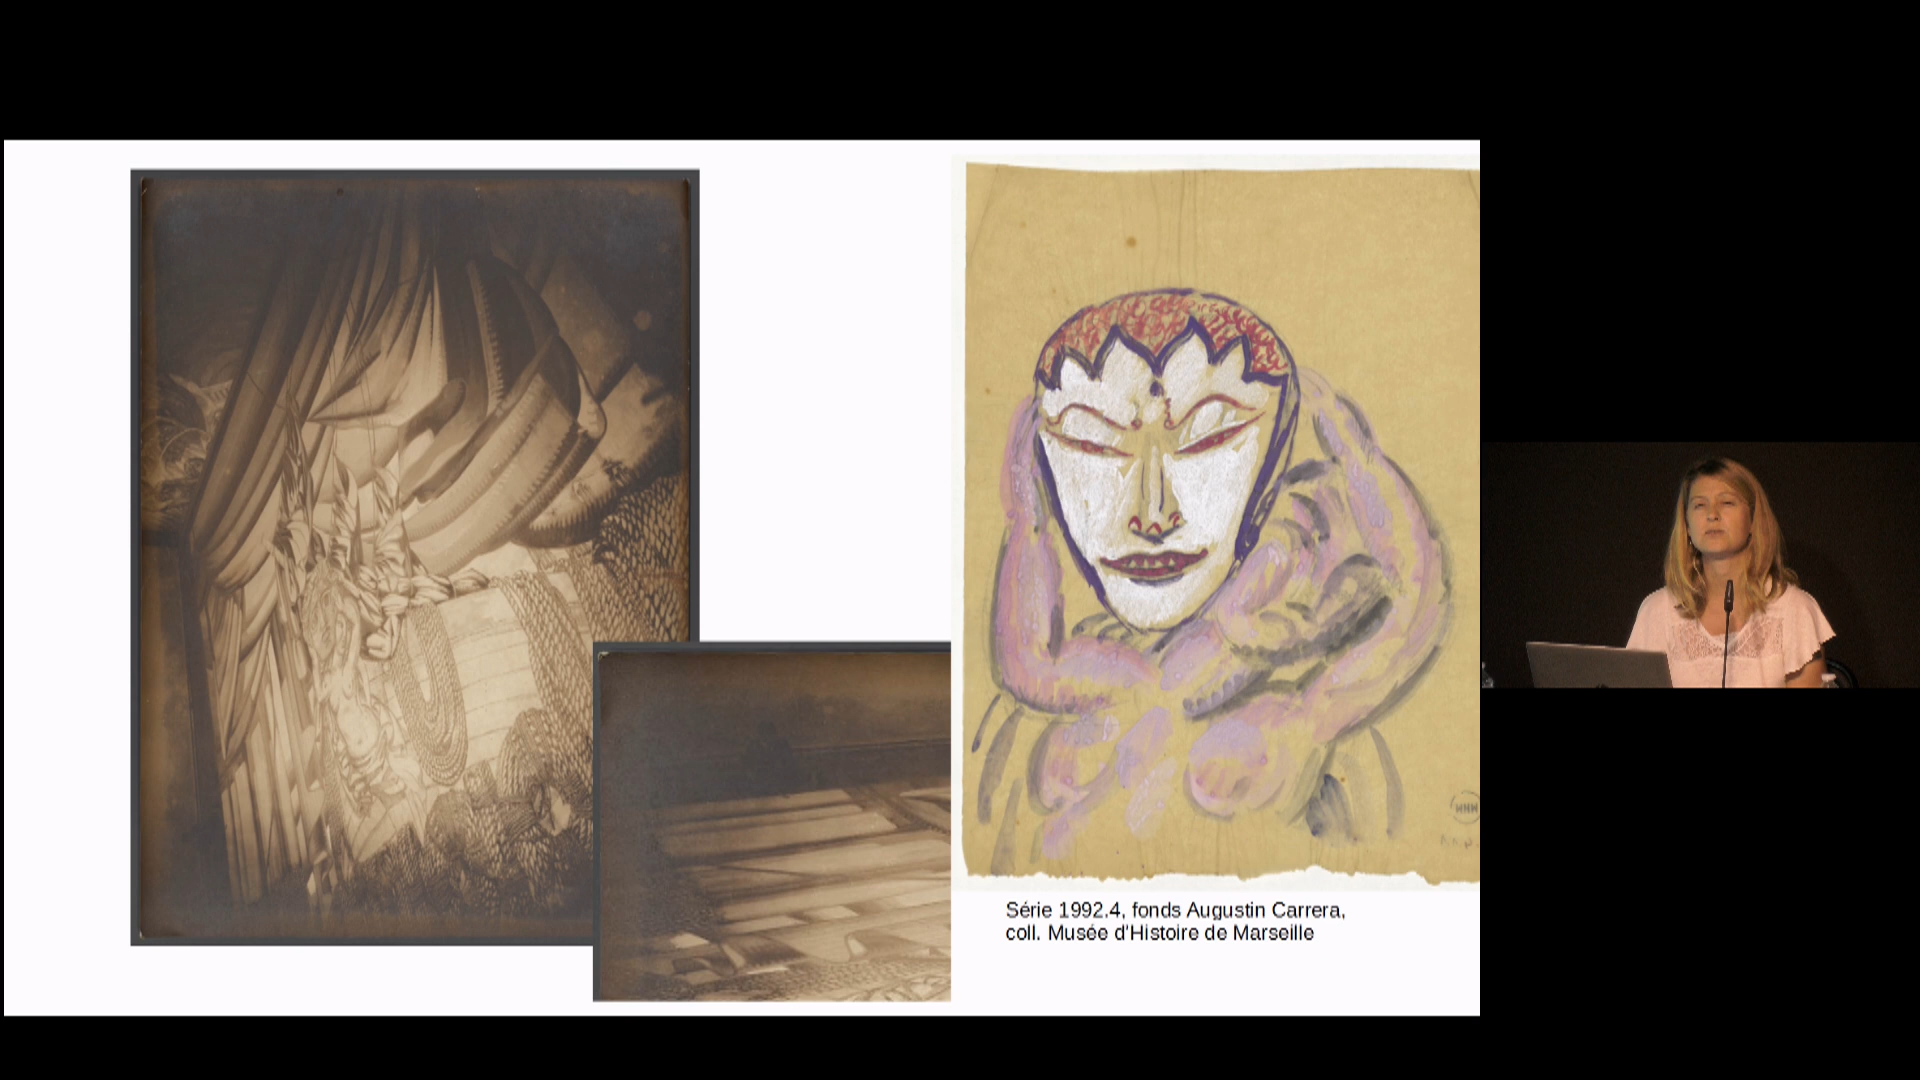 Série 1992.4, fonds Augustin Carrera,
coll. Musée d'Histoire de Marseille